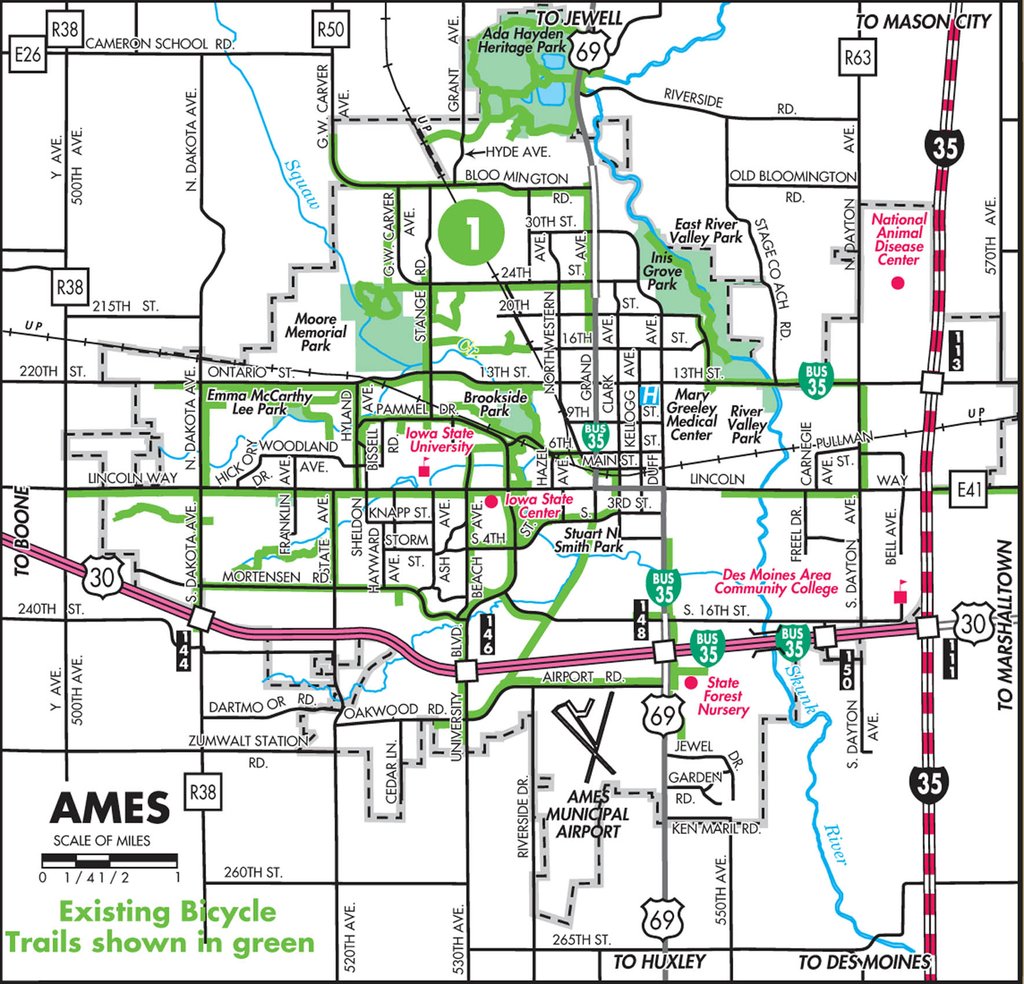 R38
R50
TO JEWELL
TO MASON CITY
E26
CAMERON SCHOOL RD.
Ada Hayden
Heritage Park
69
R63
Y AVE.
500TH AVE.
N. DAKOTA AVE.
G.W. CARVER
AVE.
GRANT
AVE.
UP
RIVERSIDE
RD.
AVE.
35
HYDE AVE.
Squaw
BLOOMINGTON
RD.
OLD BLOOMINGTON
RD.
1
30TH ST.
G.W. CARVER
AVE.
STANGE
RD.
AVE.
AVE.
24TH
ST.
East River
Valley Park
Inis
Grove
Park
STAGECOACH
RD.
N. DAYTON
National
Animal
Disease
Center
570TH AVE.
R38
215TH ST.
Moore
Memorial
Park
20TH
ST.
NORTHWESTERN
16TH
GRAND
AVE.
CLARK
AVE.
KELLOGG
AVE.
ST.
UP
Cr.
113
220TH ST.
ONTARIO ST.
13TH ST.
13TH ST.
BUS
35
N. DAKOTA AVE.
Emma McCarthy
Lee Park
HYLAND
AVE.
PAMMEL DR.
Brookside
Park
9TH
H
ST.
Mary
Greeley
Medical
Center
River
Valley
Park
UP
BISSELL
RD.
Iowa State
University
BUS
35
6TH
ST.
CARNEGIE
AVE.
PULLMAN
ST.
HICKORY
DR.
WOODLAND
AVE.
AVE.
HAZEL
AVE.
MAIN ST.
DUFF
LINCOLN WAY
LINCOLN
WAY
E41
TO BOONE
FRANKLIN
AVE.
STATE
AVE.
SHELDON
KNAPP ST.
AVE.
AVE.
Iowa State
Center
S.
3RD ST.
HAYWARD
AVE.
STORM
ST.
ASH
BEACH
S 4TH
ST.
Stuart N.
Smith Park
FREEL DR.
S. DAYTON
AVE.
BELL AVE.
TO MARSHALLTOWN
30
S. DAKOTA AVE.
MORTENSEN RD.
BUS
35
Des Moines Area
Community College
240TH ST.
S. 16TH ST.
30
144
146
148
BUS
35
BUS
35
150
111
Y AVE.
500TH AVE.
BLVD.
UNIVERSITY
AIRPORT RD.
State
Forest
Nursery
Skunk
DARTMOOR RD.
OAKWOOD RD.
69
S. DAYTON
AVE.
ZUMWALT STATION
RD.
CEDAR LN.
JEWEL
DR.
R38
GARDEN
RD.
35
AMES
SCALE OF MILES
0 1/4 1/2 1
RIVERSIDE DR.
AMES
MUNICIPAL
AIRPORT
KEN MARIL RD.
River
260TH ST.
Existing Bicycle
Trails shown in green
520TH AVE.
530TH AVE.
69
550TH AVE.
265TH ST.
TO HUXLEY
TO DES MOINES